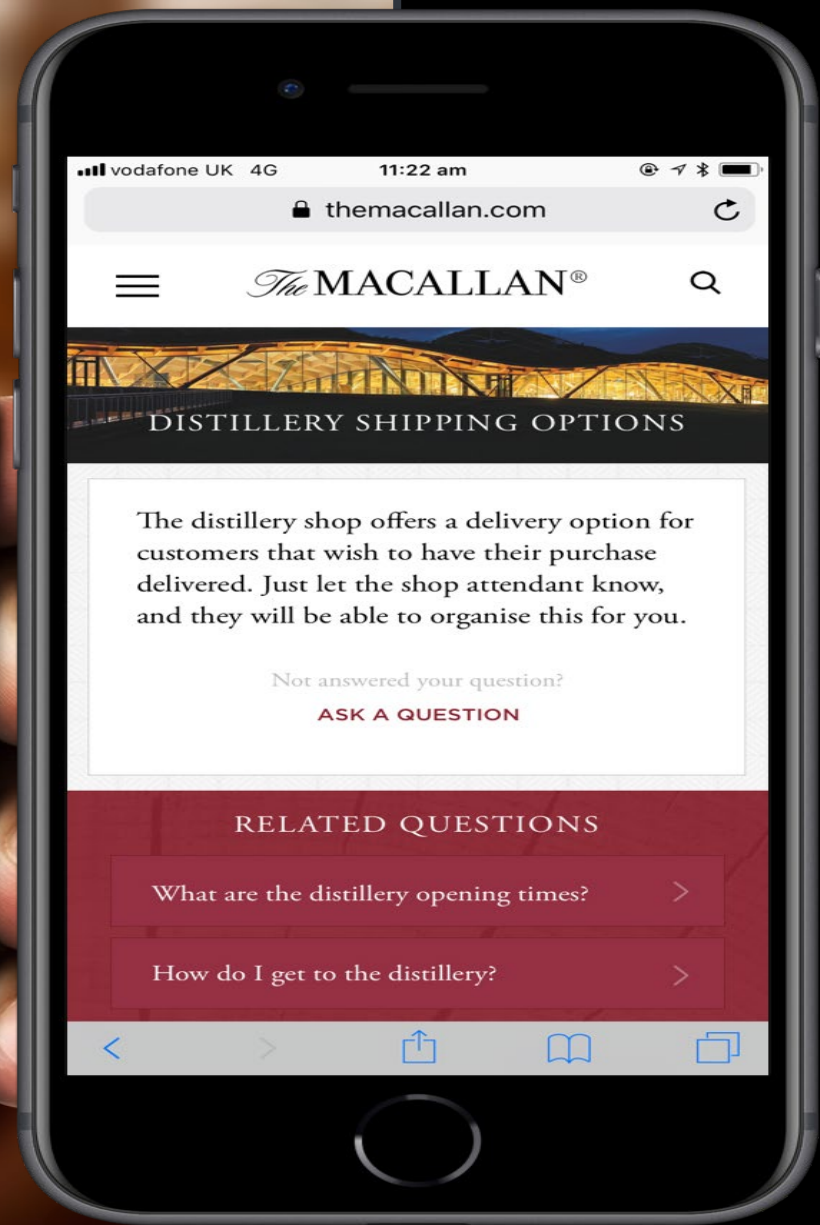 vodafone UK 4G 11:22 am
themacallan.com
The MACALLAN®
DISTILLERY SHIPPING OPTIONS
The distillery shop offers a delivery option for
customers that wish to have their purchase
delivered. Just let the shop attendant know,
and they will be able to organise this for you.
Not answered your question?
ASK A QUESTION
RELATED QUESTIONS
What are the distillery opening times?
How do I get to the distillery?